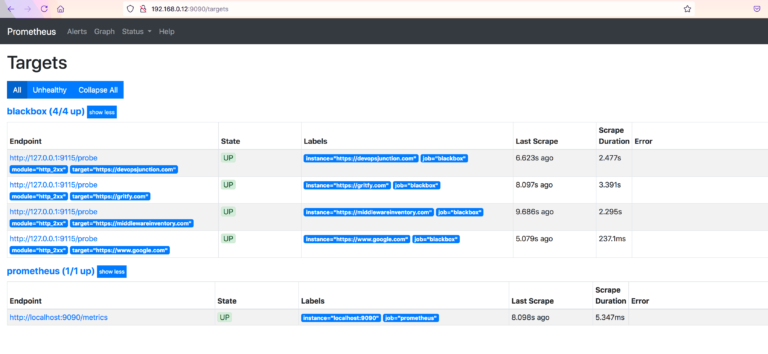 192.168.0.12:9090/targets
Prometheus Alerts Graph Status Help
Targets
All Unhealthy Collapse All
blackbox (4/4 up) show less
Endpoint State Labels Last Scrape Scrape Duration Error
http://127.0.0.1:9115/probe UP instance="https://devopsjunction.com" job="blackbox" 6.623s ago 2.477s
module="http_2xx" target="https://devopsjunction.com"
http://127.0.0.1:9115/probe UP instance="https://gritfy.com" job="blackbox" 8.097s ago 3.391s
module="http_2xx" target="https://gritfy.com"
http://127.0.0.1:9115/probe UP instance="https://middlewareinventory.com" job="blackbox" 9.686s ago 2.295s
module="http_2xx" target="https://middlewareinventory.com"
http://127.0.0.1:9115/probe UP instance="https://www.google.com" job="blackbox" 5.079s ago 237.1ms
module="http_2xx" target="https://www.google.com"
prometheus (1/1 up) show less
Endpoint State Labels Last Scrape Scrape Duration Error
http://localhost:9090/metrics UP instance="localhost:9090" job="prometheus" 8.098s ago 5.347ms